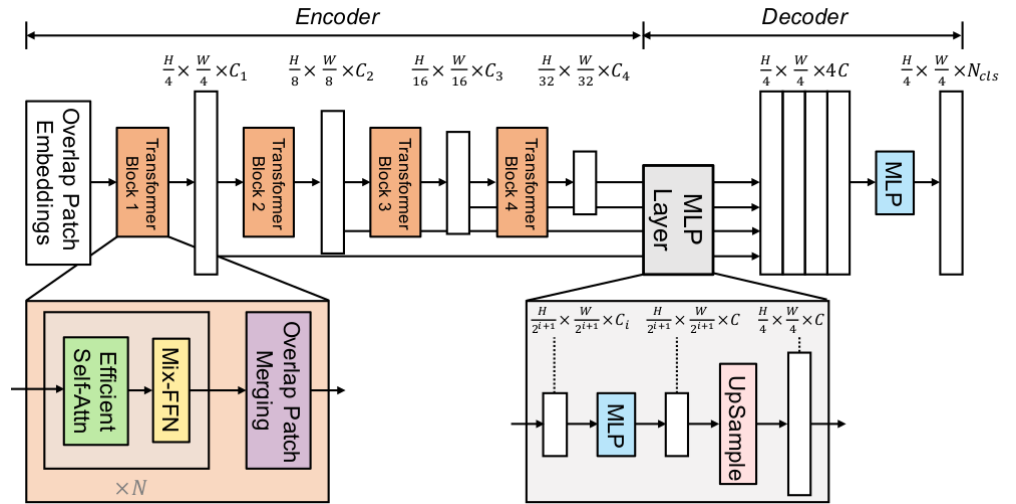 Encoder
Decoder
H/4 × W/4 × C₁
H/8 × W/8 × C₂
H/16 × W/16 × C₃
H/32 × W/32 × C₄
H/4 × W/4 × 4C
H/4 × W/4 × N_cls
Overlap Patch
Embeddings
Transformer
Block 1
Transformer
Block 2
Transformer
Block 3
Transformer
Block 4
MLP
Layer
MLP
Efficient
Self-Attn
Mix-FFN
Overlap Patch
Merging
×N
H/2^{i+1} × W/2^{i+1} × C_i
H/2^{i+1} × W/2^{i+1} × C
H/4 × W/4 × C
MLP
UpSample